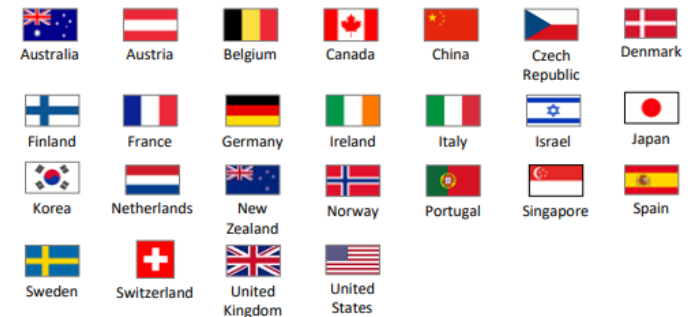 Australia
Austria
Belgium
Canada
China
Czech
Republic
Denmark
Finland
France
Germany
Ireland
Italy
Israel
Japan
Korea
Netherlands
New
Zealand
Norway
Portugal
Singapore
Spain
Sweden
Switzerland
United
Kingdom
United
States